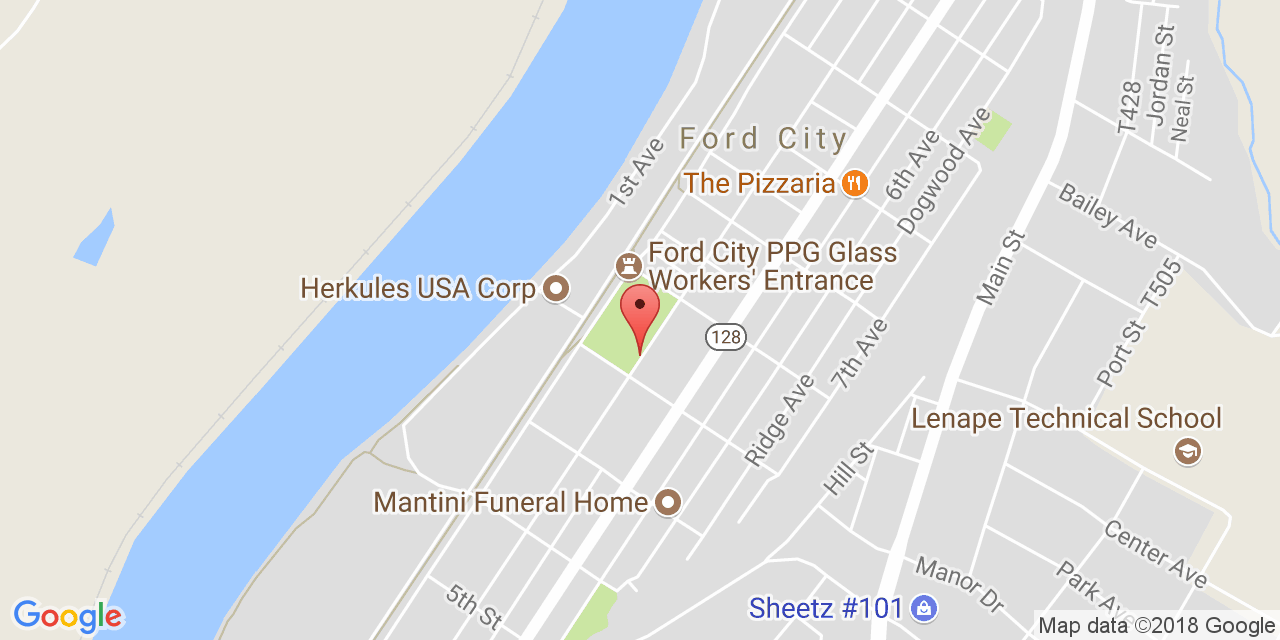 T428
Jordan St
Neal St
Ford City
1st Ave
6th Ave
Dogwood Ave
The Pizzaria
Bailey Ave
Ford City PPG Glass
Workers' Entrance
Main St
T505
Herkules USA Corp
128
7th Ave
Port St
Ridge Ave
Lenape Technical School
Hill St
Mantini Funeral Home
Center Ave
Manor Dr
Park Ave
5th St
Sheetz #101
Google
Map data ©2018 Google